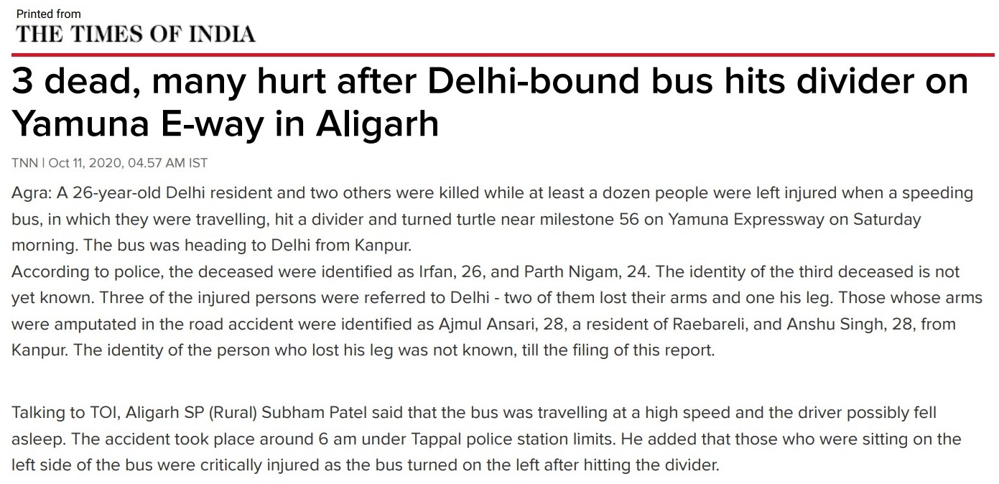 Printed from
THE TIMES OF INDIA
3 dead, many hurt after Delhi-bound bus hits divider on
Yamuna E-way in Aligarh
TNN | Oct 11, 2020, 04.57 AM IST
Agra: A 26-year-old Delhi resident and two others were killed while at least a dozen people were left injured when a speeding
bus, in which they were travelling, hit a divider and turned turtle near milestone 56 on Yamuna Expressway on Saturday
morning. The bus was heading to Delhi from Kanpur.
According to police, the deceased were identified as Irfan, 26, and Parth Nigam, 24. The identity of the third deceased is not
yet known. Three of the injured persons were referred to Delhi - two of them lost their arms and one his leg. Those whose arms
were amputated in the road accident were identified as Ajmul Ansari, 28, a resident of Raebareli, and Anshu Singh, 28, from
Kanpur. The identity of the person who lost his leg was not known, till the filing of this report.
Talking to TOI, Aligarh SP (Rural) Subham Patel said that the bus was travelling at a high speed and the driver possibly fell
asleep. The accident took place around 6 am under Tappal police station limits. He added that those who were sitting on the
left side of the bus were critically injured as the bus turned on the left after hitting the divider.